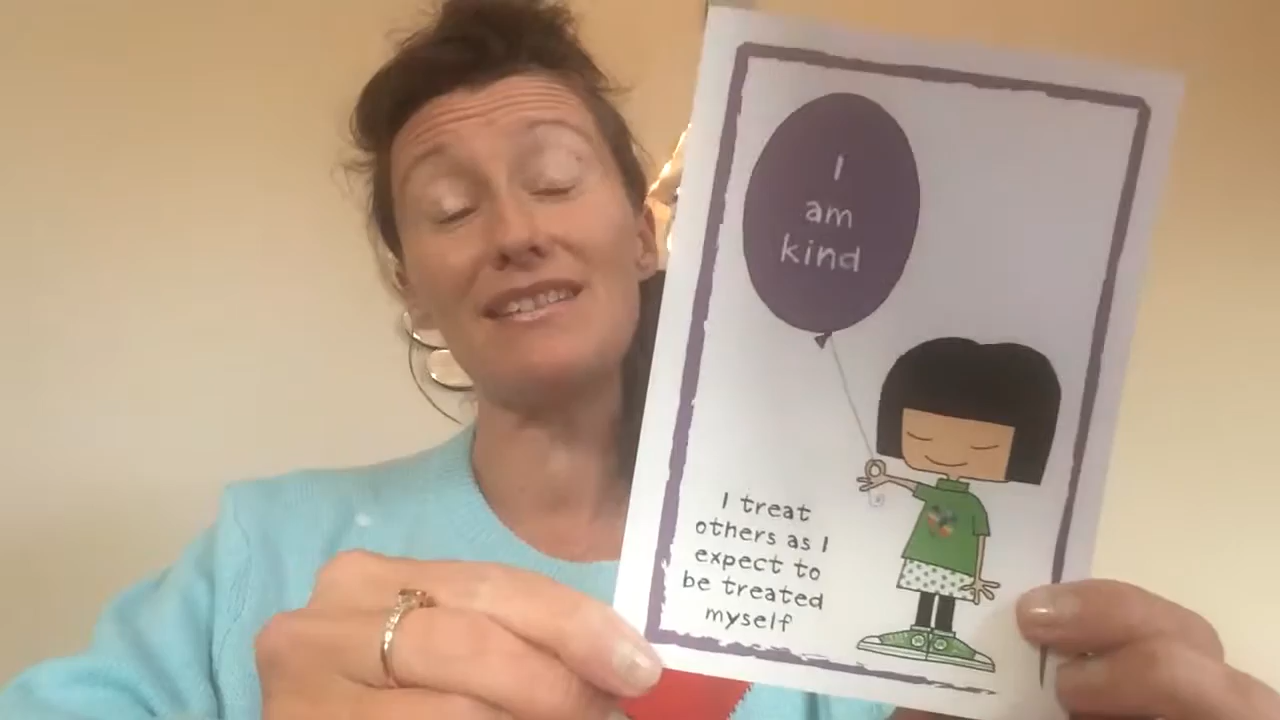 I
am
kind
I treat
others as I
expect to
be treated
myself